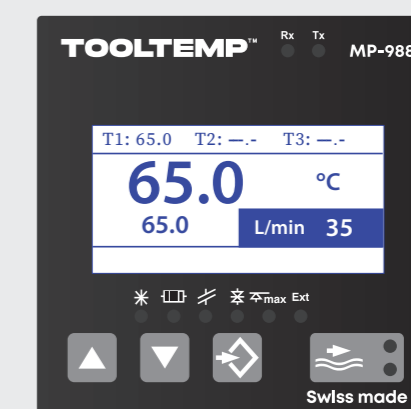 TOOLTEMP™ Rx Tx MP-988
T1: 65.0 T2: —.- T3: —.-
65.0 °C
65.0 L/min 35
max Ext
Swiss made